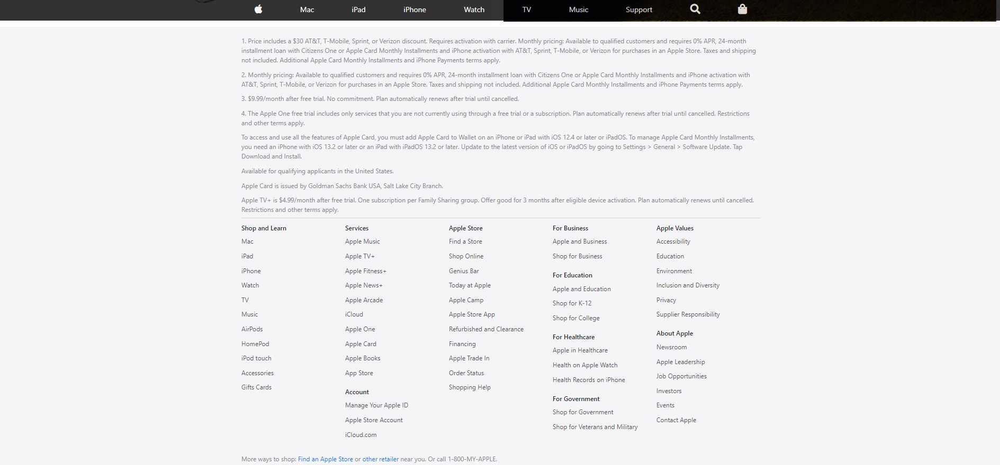 Mac iPad iPhone Watch TV Music Support
1. Price includes a $30 AT&T, T-Mobile, Sprint, or Verizon discount. Requires activation with carrier. Monthly pricing: Available to qualified customers and requires 0% APR, 24-month
installment loan with Citizens One or Apple Card Monthly Installments and iPhone activation with AT&T, Sprint, T-Mobile, or Verizon for purchases in an Apple Store. Taxes and shipping
not included. Additional Apple Card Monthly Installments and iPhone Payments terms apply.
2. Monthly pricing: Available to qualified customers and requires 0% APR, 24-month installment loan with Citizens One or Apple Card Monthly Installments and iPhone activation with
AT&T, Sprint, T-Mobile, or Verizon for purchases in an Apple Store. Taxes and shipping not included. Additional Apple Card Monthly Installments and iPhone Payments terms apply.
3. $9.99/month after free trial. No commitment. Plan automatically renews after trial until cancelled.
4. The Apple One free trial includes only services that you are not currently using through a free trial or a subscription. Plan automatically renews after trial until cancelled. Restrictions
and other terms apply.
To access and use all the features of Apple Card, you must add Apple Card to Wallet on an iPhone or iPad with iOS 12.4 or later or iPadOS. To manage Apple Card Monthly Installments,
you need an iPhone with iOS 13.2 or later or an iPad with iPadOS 13.2 or later. Update to the latest version of iOS or iPadOS by going to Settings > General > Software Update. Tap
Download and Install.
Available for qualifying applicants in the United States.
Apple Card is issued by Goldman Sachs Bank USA, Salt Lake City Branch.
Apple TV+ is $4.99/month after free trial. One subscription per Family Sharing group. Offer good for 3 months after eligible device activation. Plan automatically renews until cancelled.
Restrictions and other terms apply.
Shop and Learn
Mac
iPad
iPhone
Watch
TV
Music
AirPods
HomePod
iPod touch
Accessories
Gifts Cards
Services
Apple Music
Apple TV+
Apple Fitness+
Apple News+
Apple Arcade
iCloud
Apple One
Apple Card
Apple Books
App Store
Account
Manage Your Apple ID
Apple Store Account
iCloud.com
Apple Store
Find a Store
Shop Online
Genius Bar
Today at Apple
Apple Camp
Apple Store App
Refurbished and Clearance
Financing
Apple Trade In
Order Status
Shopping Help
For Business
Apple and Business
Shop for Business
For Education
Apple and Education
Shop for K-12
Shop for College
For Healthcare
Apple in Healthcare
Health on Apple Watch
Health Records on iPhone
For Government
Shop for Government
Shop for Veterans and Military
Apple Values
Accessibility
Education
Environment
Inclusion and Diversity
Privacy
Supplier Responsibility
About Apple
Newsroom
Apple Leadership
Job Opportunities
Investors
Events
Contact Apple
More ways to shop: Find an Apple Store or other retailer near you. Or call 1-800-MY-APPLE.